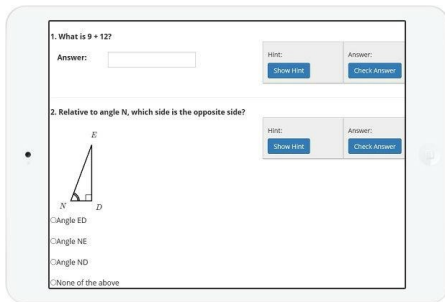 1. What is 9 + 12?
Answer:
Hint:
Answer:
Show Hint
Check Answer
2. Relative to angle N, which side is the opposite side?
Hint:
Answer:
Show Hint
Check Answer
E
N
D
Angle ED
Angle NE
Angle ND
None of the above